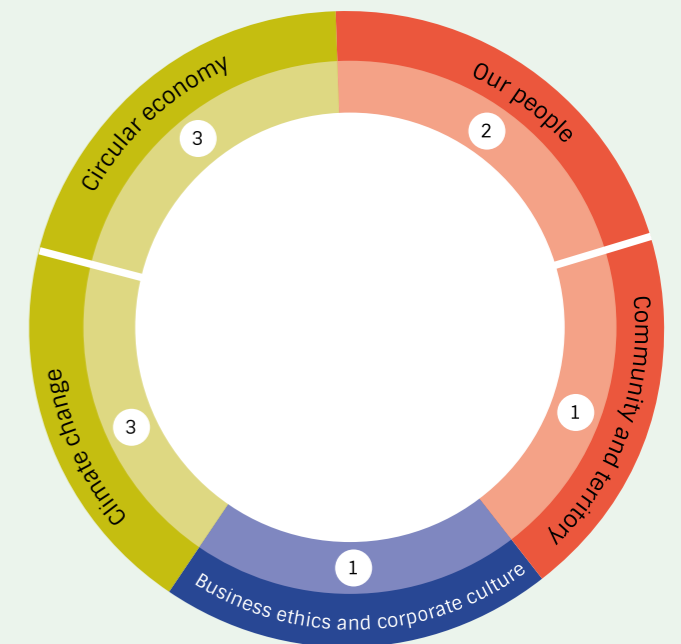 Circular economy
3
Our people
2
Community and territory
1
Business ethics and corporate culture
1
Climate change
3